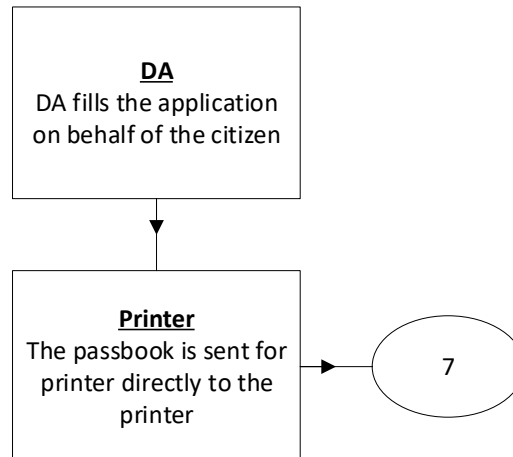 DA
DA fills the application
on behalf of the citizen
Printer
The passbook is sent for
printer directly to the
printer
7